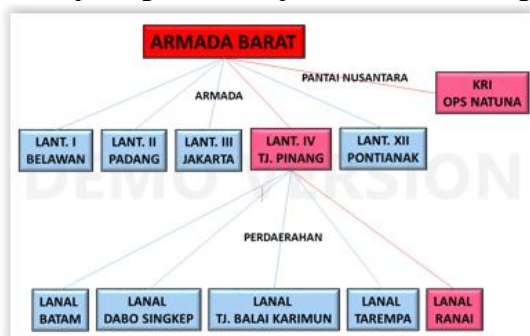 ARMADA BARAT
PANTAI NUSANTARA
KRI
OPS NATUNA
ARMADA
LANT. I
BELAWAN
LANT. II
PADANG
LANT. III
JAKARTA
LANT. IV
TJ. PINANG
LANT. XII
PONTIANAK
DEMO VERSION
PERDAERAHAN
LANAL
BATAM
LANAL
DABO SINGKEP
LANAL
TJ. BALAI KARIMUN
LANAL
TAREMPA
LANAL
RANAI